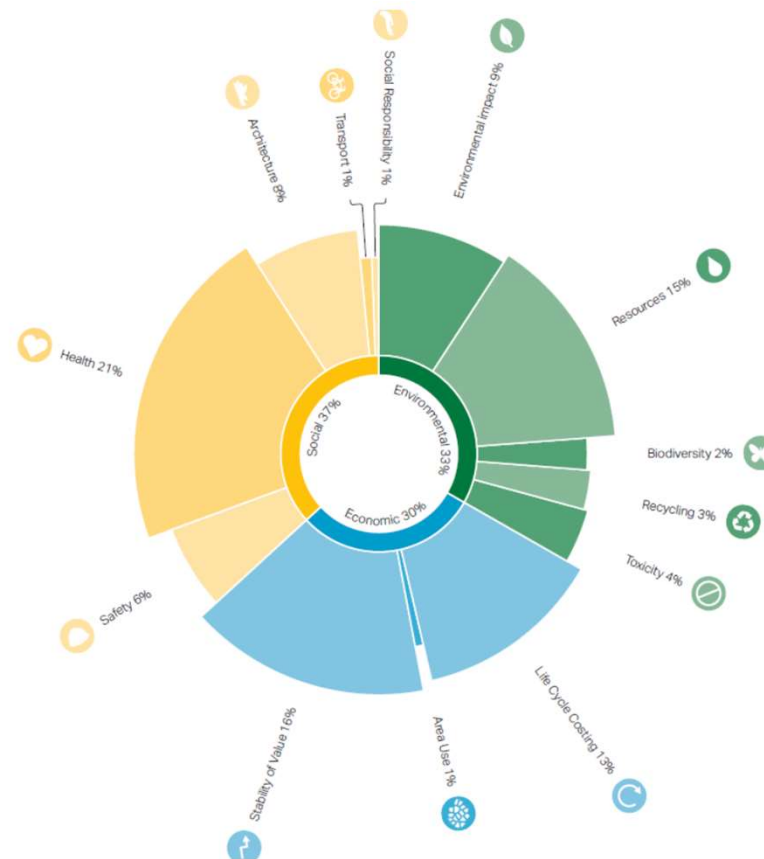 Social Responsibility 1%
Environmental impact 9%
Transport 1%
Architecture 8%
Resources 15%
Health 21%
Social 37%
Environmental 33%
Economic 30%
Biodiversity 2%
Recycling 3%
Toxicity 4%
Safety 6%
Life Cycle Costing 13%
Area Use 1%
Stability of Value 16%